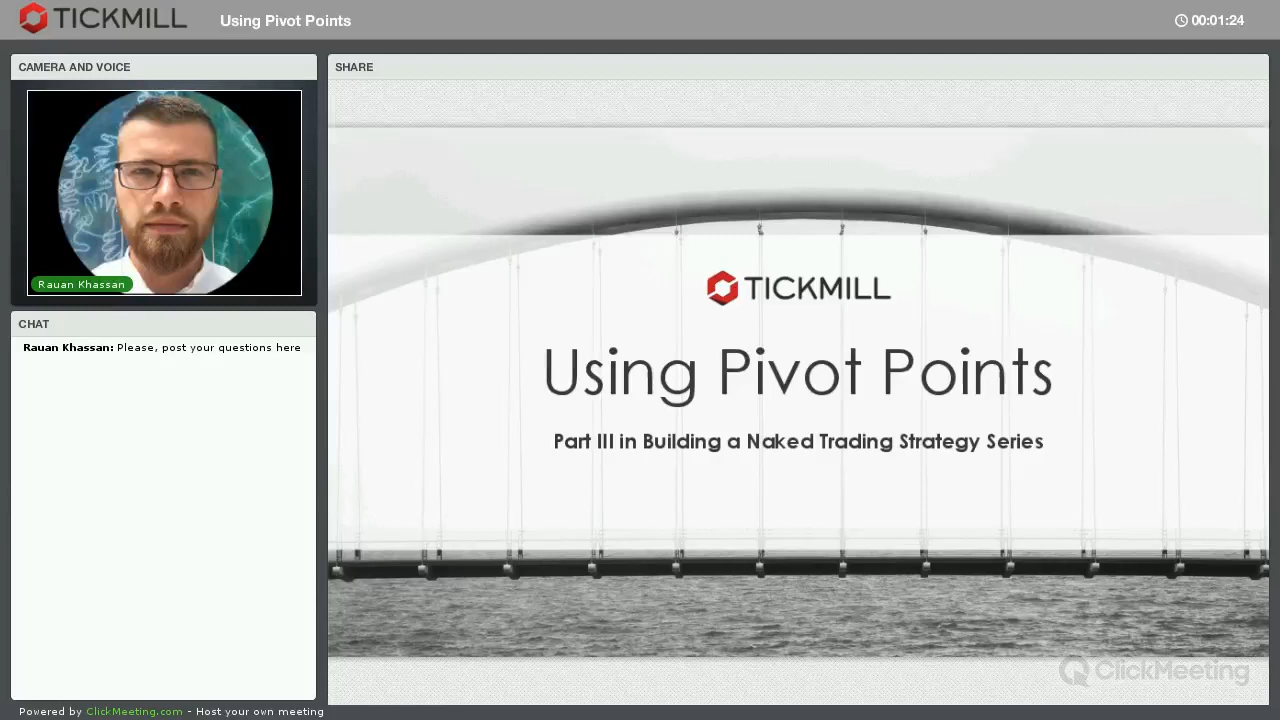 TICKMILL
Using Pivot Points
00:01:24
CAMERA AND VOICE
Rauan Khassan
CHAT
Rauan Khassan: Please, post your questions here
SHARE
TICKMILL
Using Pivot Points
Part III in Building a Naked Trading Strategy Series
ClickMeeting
Powered by ClickMeeting.com - Host your own meeting